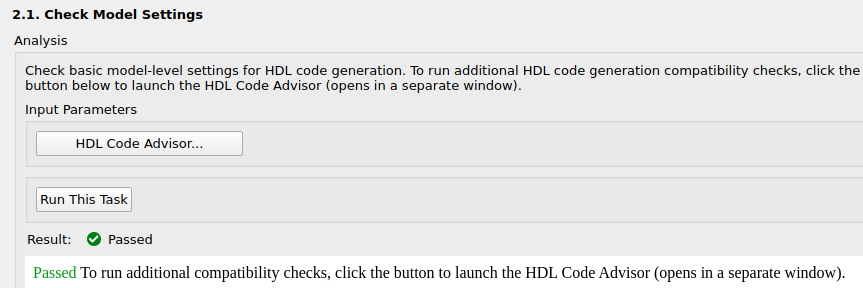 2.1. Check Model Settings
Analysis
Check basic model-level settings for HDL code generation. To run additional HDL code generation compatibility checks, click the
button below to launch the HDL Code Advisor (opens in a separate window).
Input Parameters
HDL Code Advisor...
Run This Task
Result: Passed
Passed To run additional compatibility checks, click the button to launch the HDL Code Advisor (opens in a separate window).